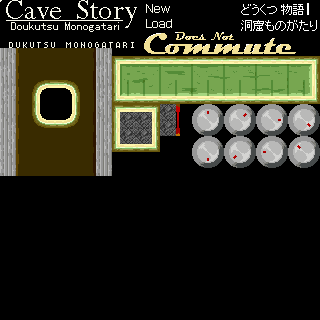 Cave Story
Doukutsu Monogatari
DUKUTSU MONOGATARI
New
Load
Does Not
Commute
どうくつ物語
洞窟ものがたり